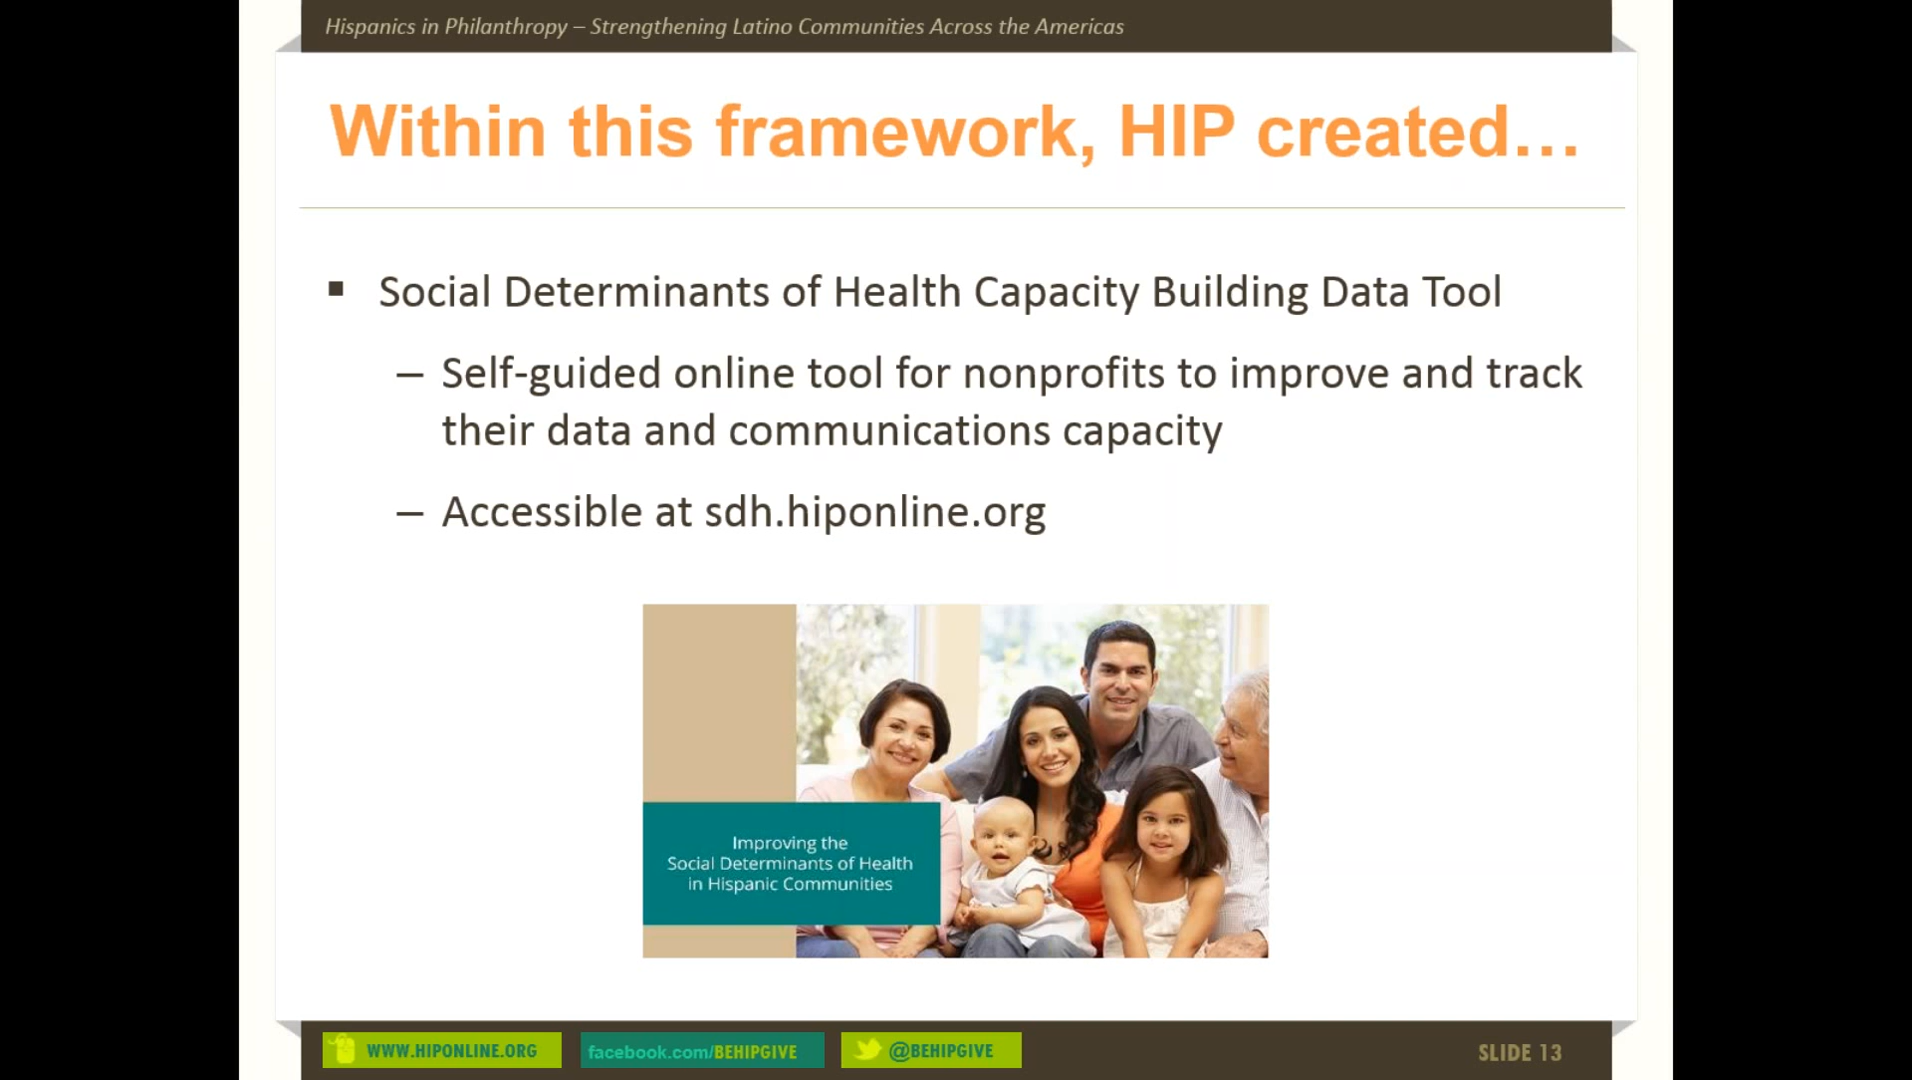 Hispanics in Philanthropy – Strengthening Latino Communities Across the Americas
Within this framework, HIP created…
▪ Social Determinants of Health Capacity Building Data Tool
– Self-guided online tool for nonprofits to improve and track
their data and communications capacity
– Accessible at sdh.hiponline.org
Improving the
Social Determinants of Health
in Hispanic Communities
WWW.HIPONLINE.ORG
facebook.com/BEHIPGIVE
@BEHIPGIVE
SLIDE 13